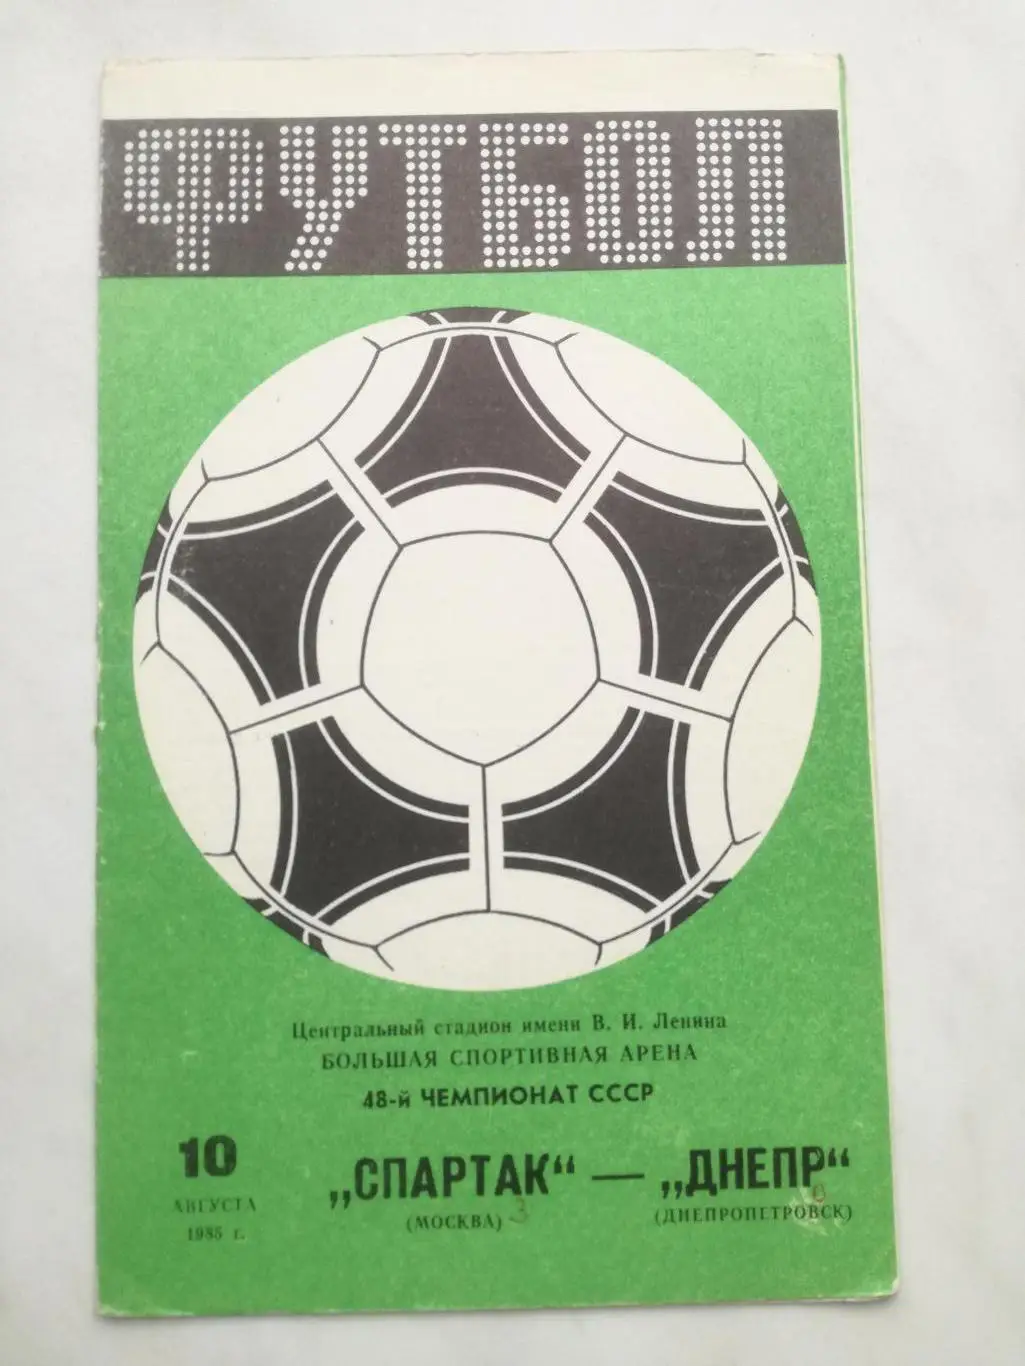 ФУТБОЛ
Центральный стадион имени В. И. Ленина
БОЛЬШАЯ СПОРТИВНАЯ АРЕНА
48-й ЧЕМПИОНАТ СССР
10
АВГУСТА
1985 г.
„СПАРТАК“ — „ДНЕПР“
(МОСКВА) 3 (ДНЕПРОПЕТРОВСК) 0